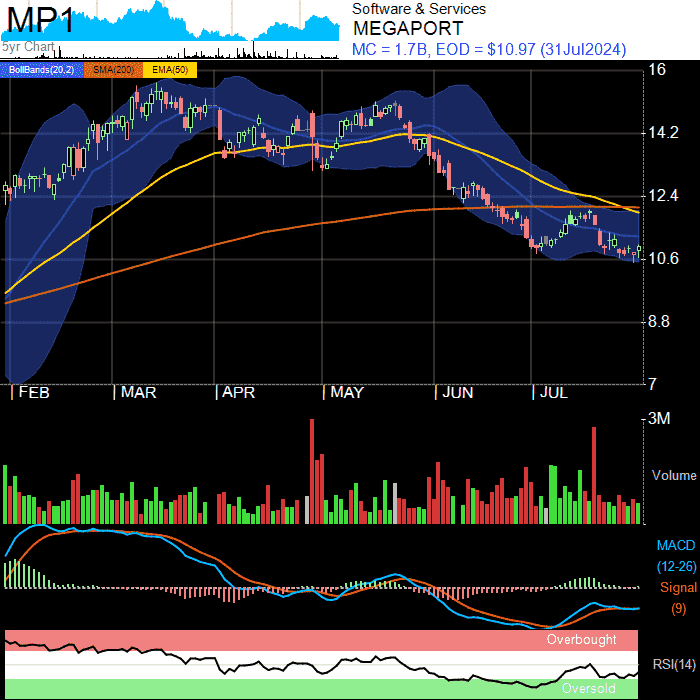 MP1
Software & Services
MEGAPORT
5yr Chart
MC = 1.7B, EOD = $10.97 (31Jul2024)
BollBands(20,2) SMA(200) EMA(50)
16
14.2
12.4
10.6
8.8
7
FEB MAR APR MAY JUN JUL
3M
Volume
MACD
(12-26)
Signal
(9)
Overbought
RSI(14)
Oversold